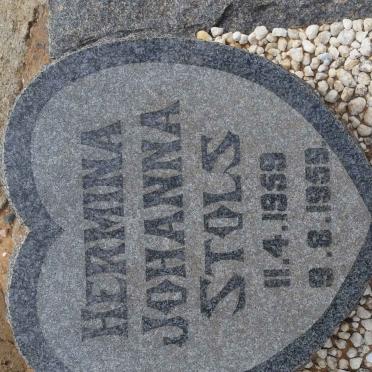 HERMINA
JOHANNA
STOLS
11.4.1959
9.8.1959.